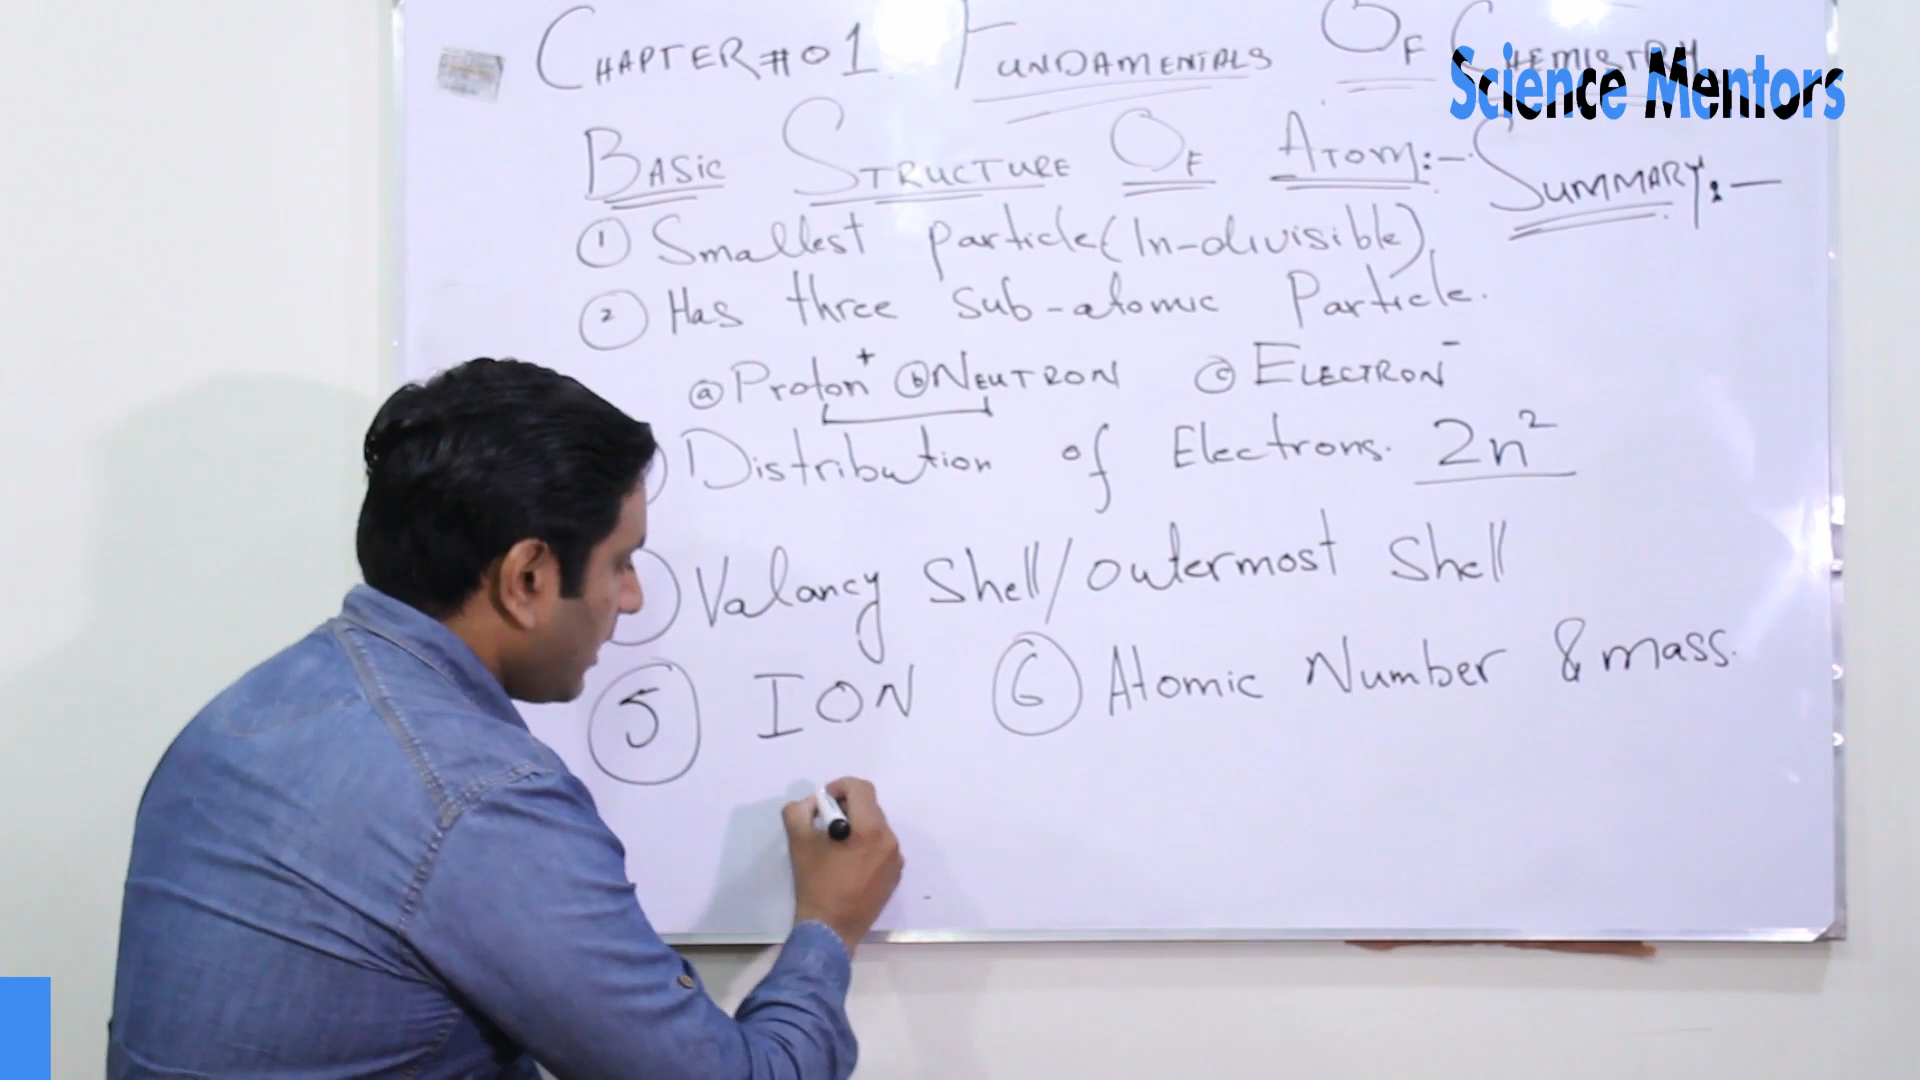 CHAPTER#01 FUNDAMENTALS OF CHEMISTRY
Science Mentors
BASIC STRUCTURE OF ATOM:- SUMMARY:-
① Smallest particle (In-divisible)
② Has three sub-atomic Particle.
ⓐ Proton⁺ ⓑ NEUTRON ⓒ ELECTRON⁻
Distribution of Electrons. 2n²
Valancy Shell/Outermost Shell
⑤ ION ⑥ Atomic Number & mass.